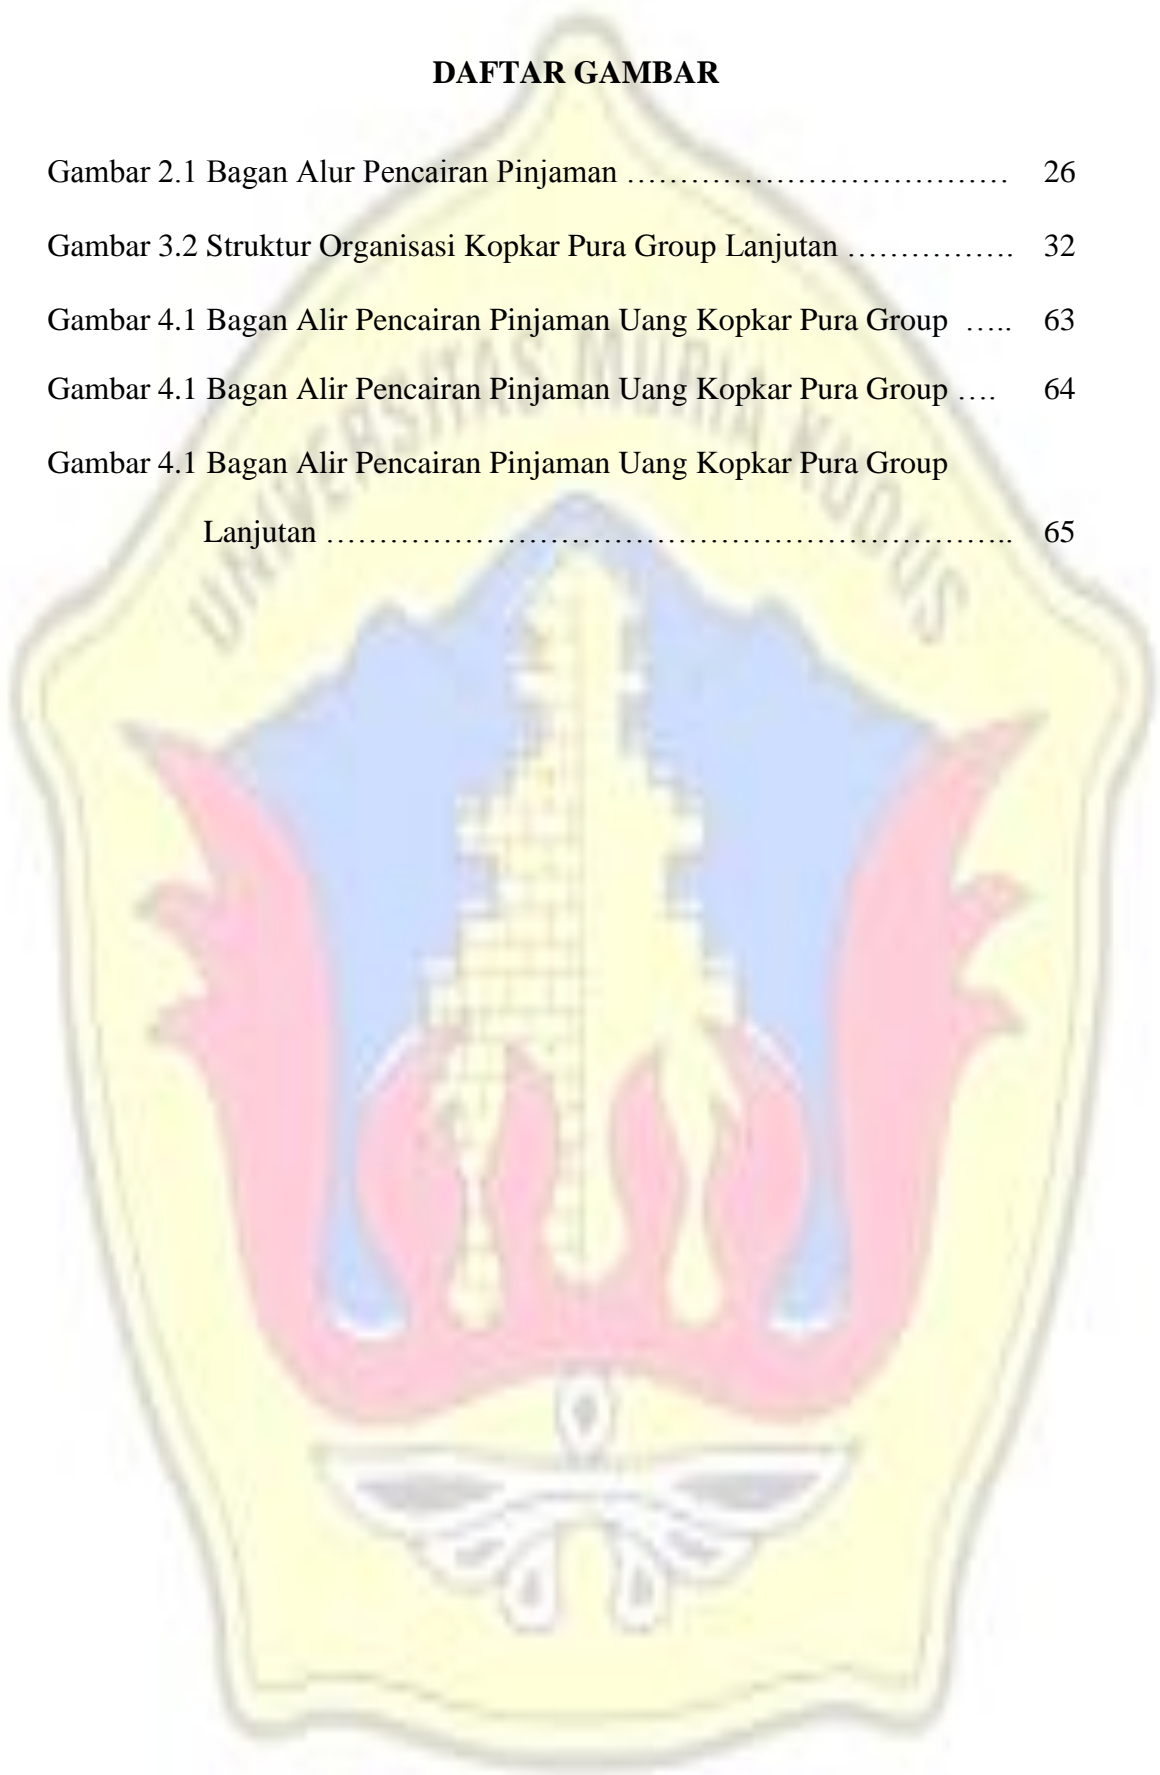 DAFTAR GAMBAR
Gambar 2.1 Bagan Alur Pencairan Pinjaman ……………………………… 26
Gambar 3.2 Struktur Organisasi Kopkar Pura Group Lanjutan ……………. 32
Gambar 4.1 Bagan Alir Pencairan Pinjaman Uang Kopkar Pura Group ….. 63
Gambar 4.1 Bagan Alir Pencairan Pinjaman Uang Kopkar Pura Group …. 64
Gambar 4.1 Bagan Alir Pencairan Pinjaman Uang Kopkar Pura Group
Lanjutan ……………………………………………………….. 65
UNIVERSITAS MURIA KUDUS